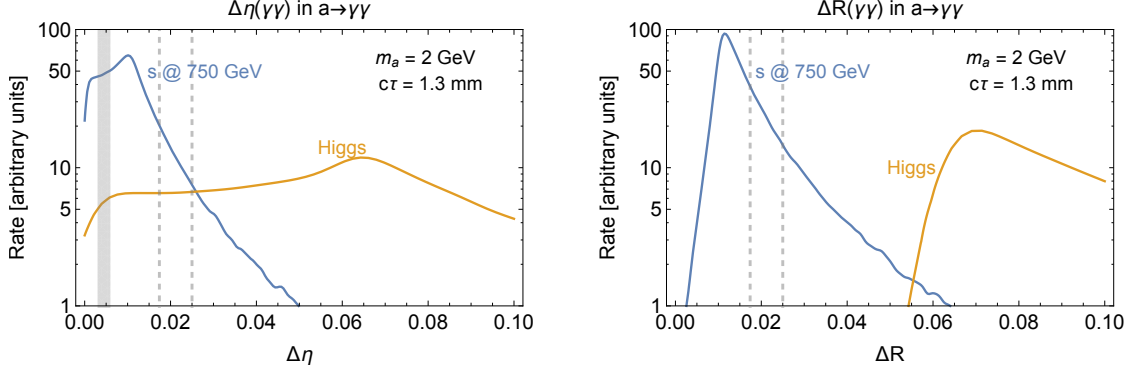 Δη(γγ) in a→γγ
100
50
10
5
1
Rate [arbitrary units]
s @ 750 GeV
m_a = 2 GeV
cτ = 1.3 mm
Higgs
0.00 0.02 0.04 0.06 0.08 0.10
Δη
ΔR(γγ) in a→γγ
100
50
10
5
1
Rate [arbitrary units]
s @ 750 GeV
m_a = 2 GeV
cτ = 1.3 mm
Higgs
0.00 0.02 0.04 0.06 0.08 0.10
ΔR